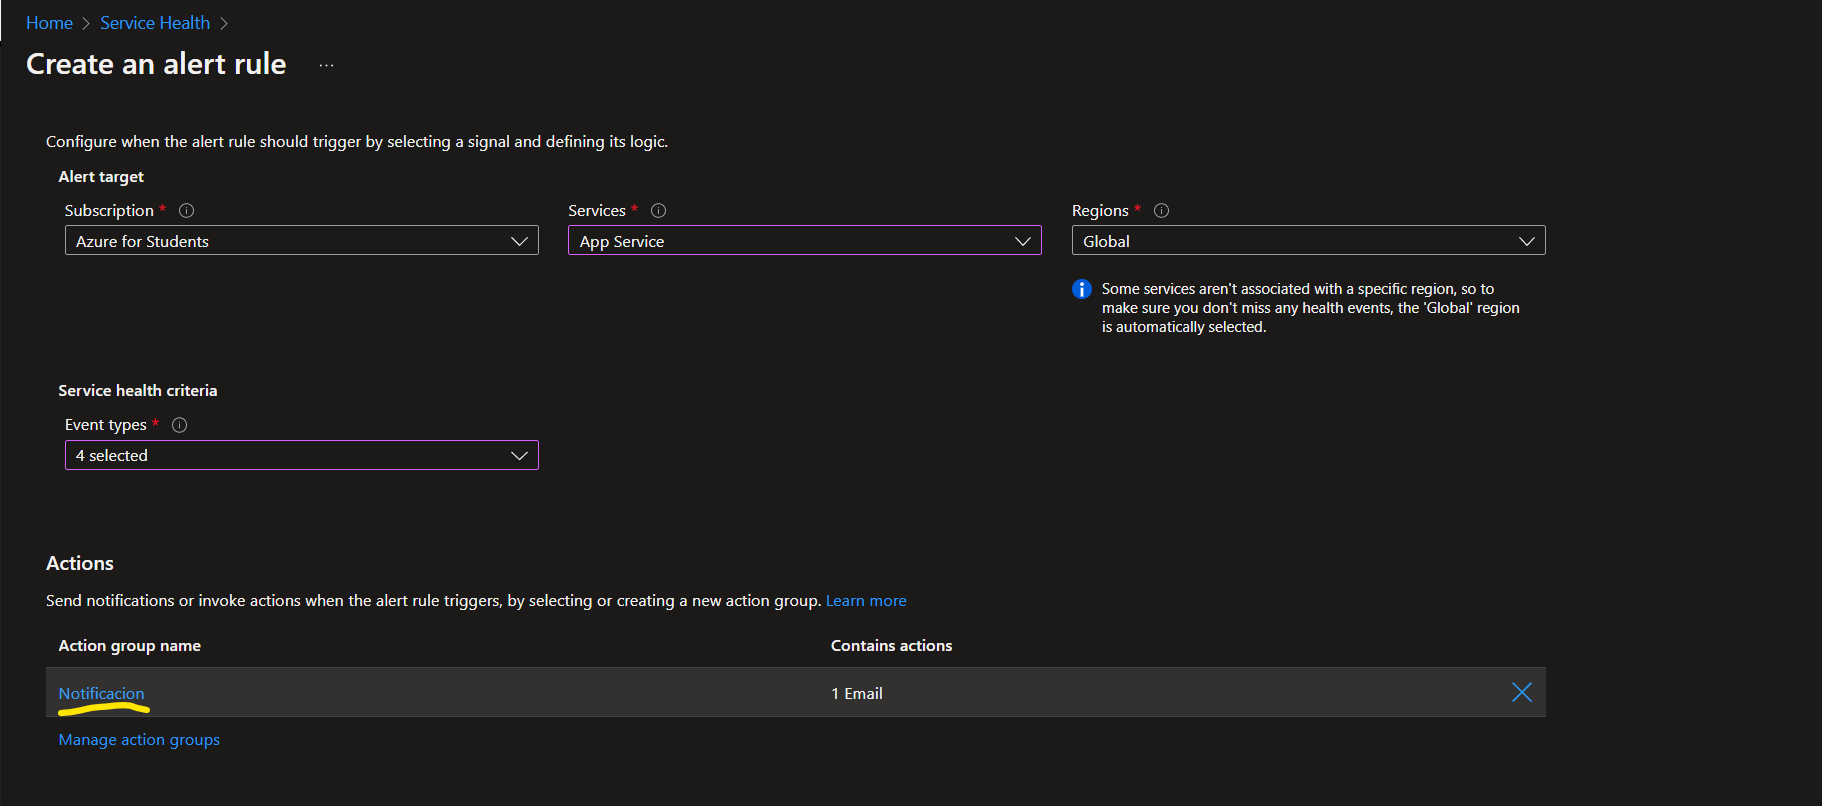 Home > Service Health >
Create an alert rule ...
Configure when the alert rule should trigger by selecting a signal and defining its logic.
Alert target
Subscription * Services * Regions *
Azure for Students App Service Global
Some services aren't associated with a specific region, so to
make sure you don't miss any health events, the 'Global' region
is automatically selected.
Service health criteria
Event types *
4 selected
Actions
Send notifications or invoke actions when the alert rule triggers, by selecting or creating a new action group. Learn more
Action group name Contains actions
Notificacion 1 Email
Manage action groups